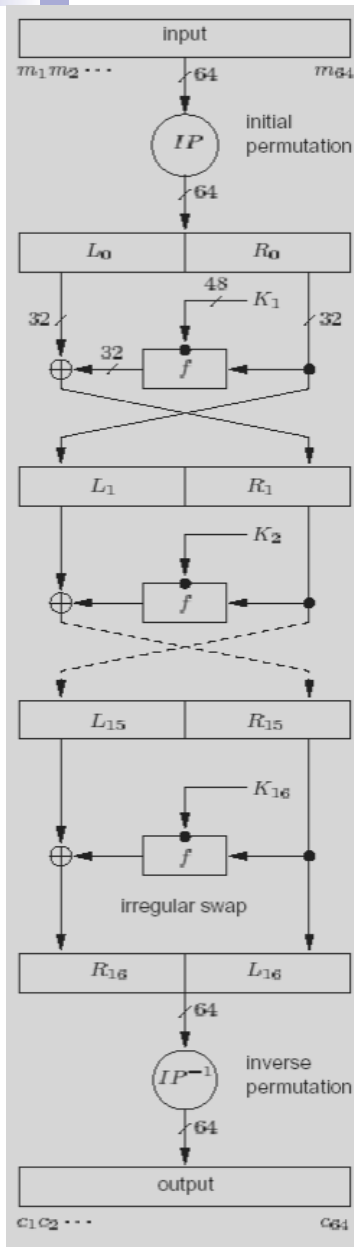 input
m₁m₂⋯ m₆₄
64
IP
initial
permutation
64
L₀ R₀
48
K₁
32 32
32
⊕ f
L₁ R₁
K₂
⊕ f
L₁₅ R₁₅
K₁₆
⊕ f
irregular swap
R₁₆ L₁₆
64
IP⁻¹
inverse
permutation
64
output
c₁c₂⋯ c₆₄